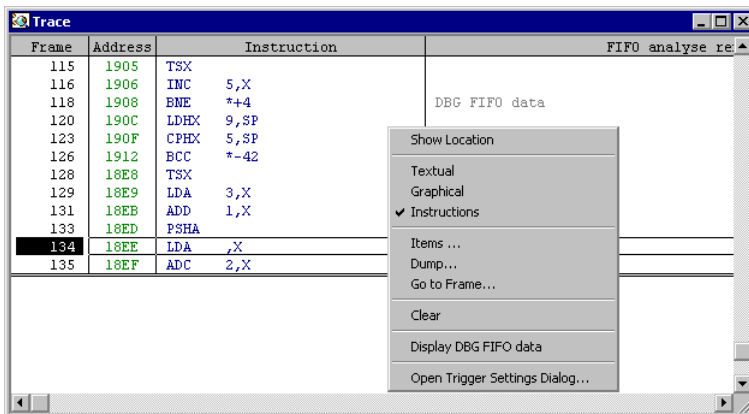 Trace
Frame Address Instruction FIFO analyse re
115 1905 TSX
116 1906 INC 5,X
118 1908 BNE *+4 DBG FIFO data
120 190C LDHX 9,SP
123 190F CPHX 5,SP
126 1912 BCC *-42
128 18E8 TSX
129 18E9 LDA 3,X
131 18EB ADD 1,X
133 18ED PSHA
134 18EE LDA ,X
135 18EF ADC 2,X
Show Location
Textual
Graphical
Instructions
Items ...
Dump...
Go to Frame...
Clear
Display DBG FIFO data
Open Trigger Settings Dialog...